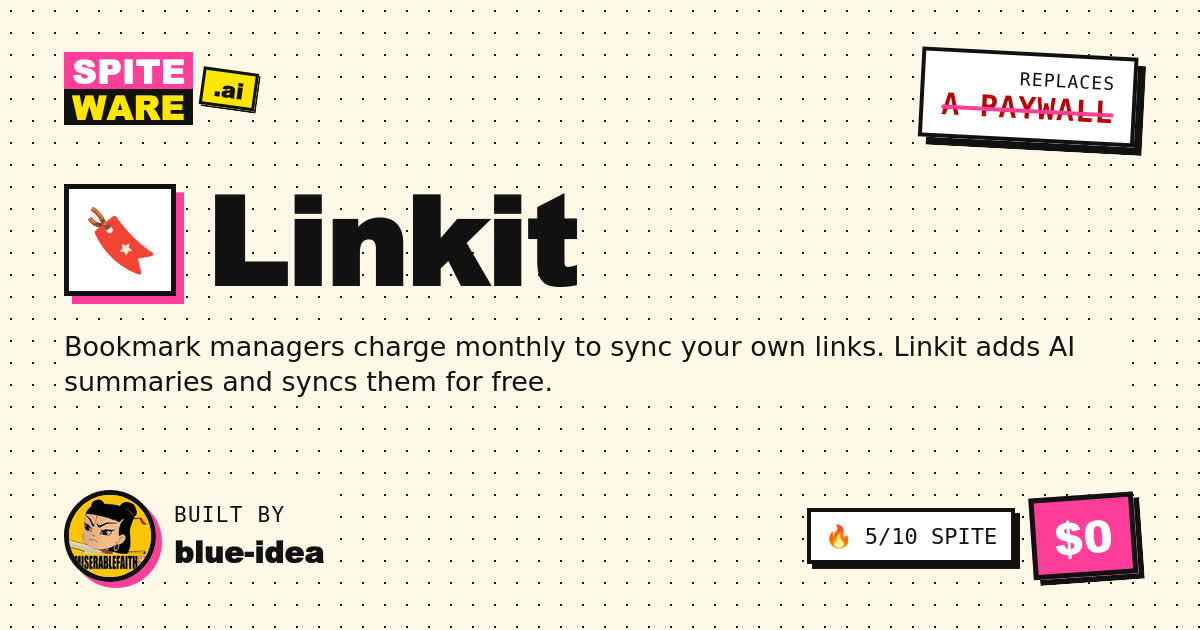 SPITE
WARE
.ai
REPLACES
A PAYWALL
Linkit
Bookmark managers charge monthly to sync your own links. Linkit adds AI
summaries and syncs them for free.
MISERABLEFAITH
BUILT BY
blue-idea
🔥 5/10 SPITE
$0